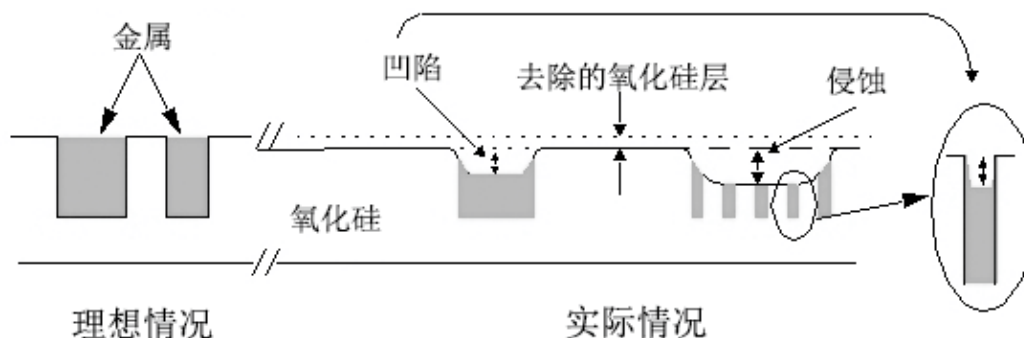 金属
凹陷
去除的氧化硅层
侵蚀
氧化硅
理想情况
实际情况